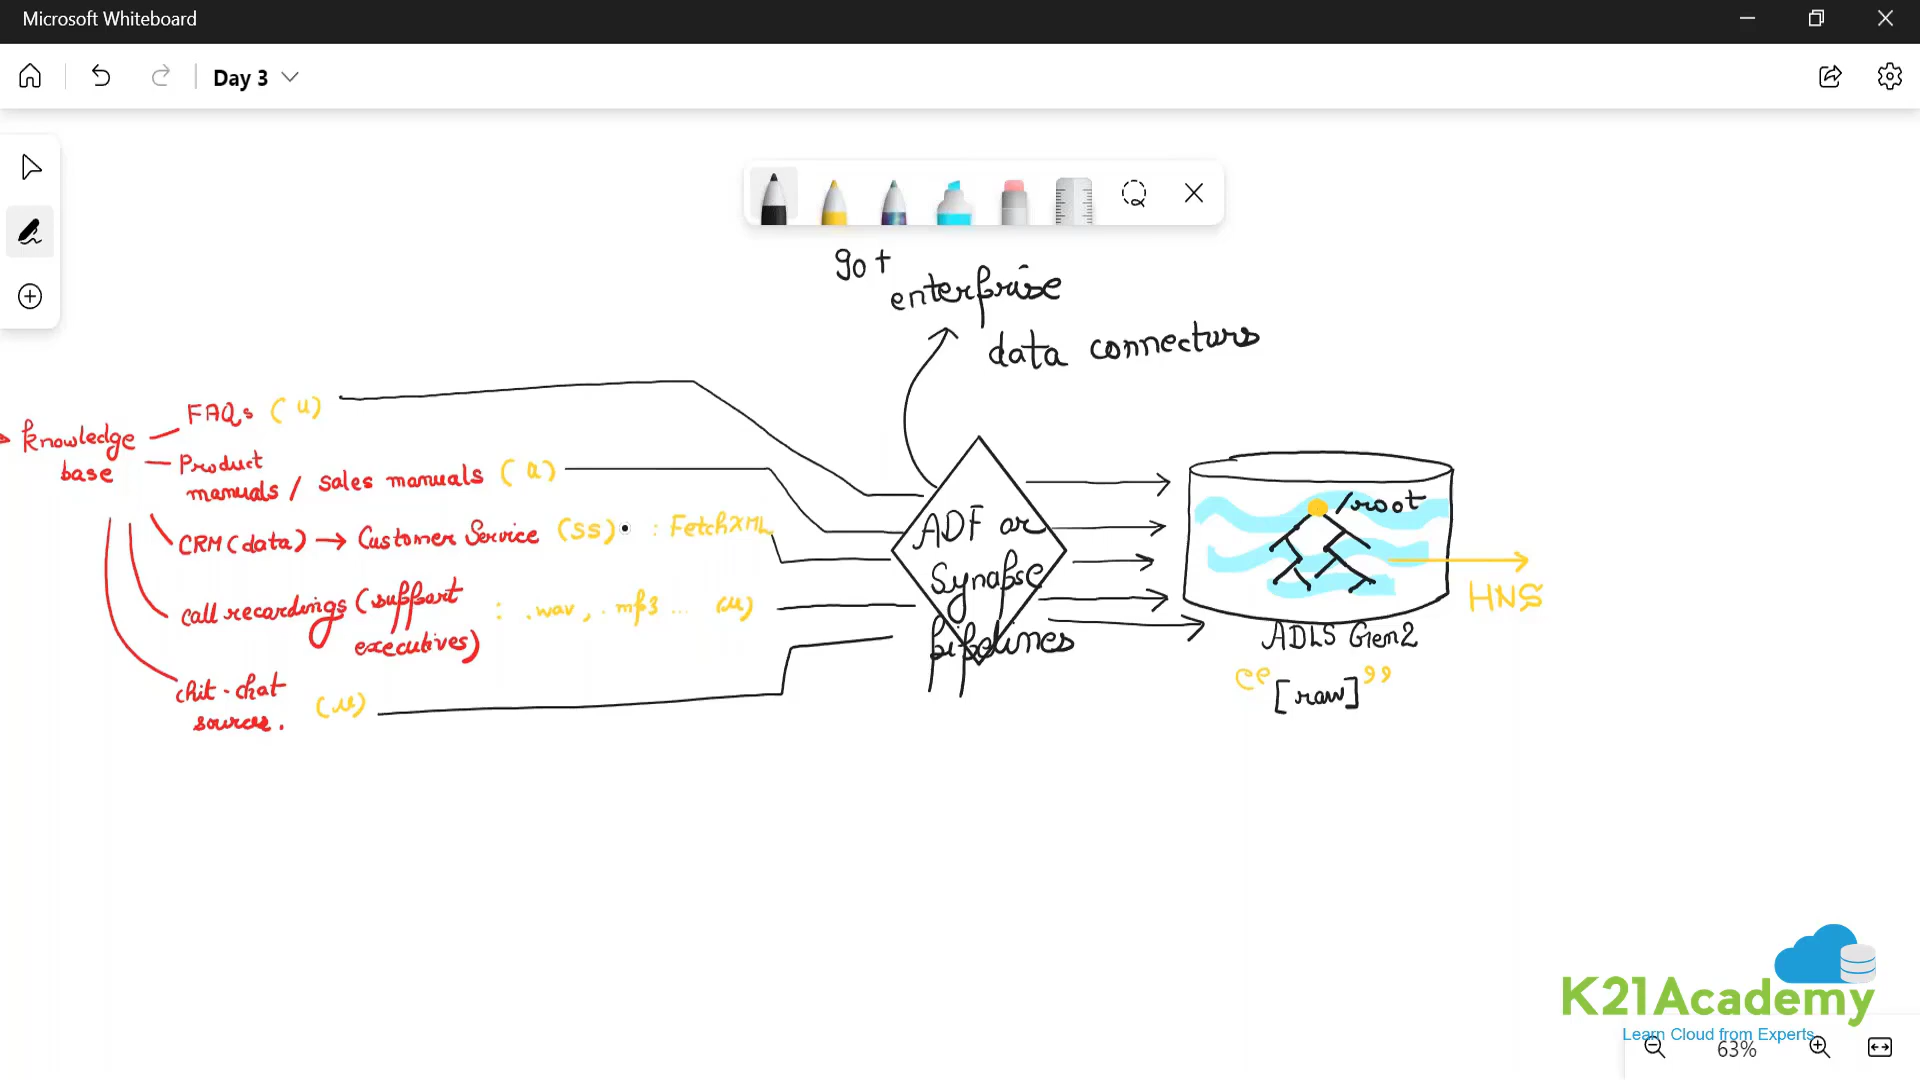 Microsoft Whiteboard
Day 3
90 +
enterprise
data connectors
FAQs (u)
knowledge
base
Product
manuals / sales manuals (u)
CRM (data) → Customer Service (SS) : FetchXML
call recordings (support
executives) : .wav, .mp3 ... (u)
chit-chat
sources. (u)
ADF or
Synapse
pipelines
/root
HNS
ADLS Gen2
“[raw]”
K21Academy
Learn Cloud from Experts
63%